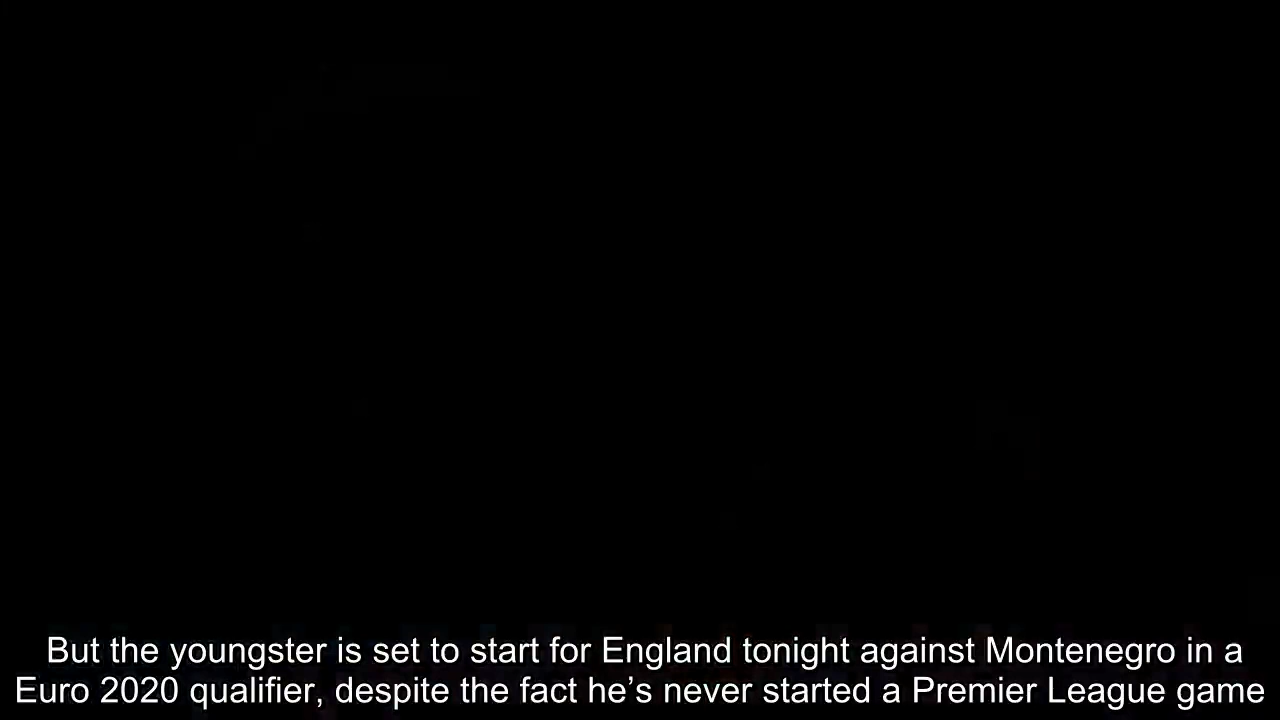 But the youngster is set to start for England tonight against Montenegro in a
Euro 2020 qualifier, despite the fact he’s never started a Premier League game